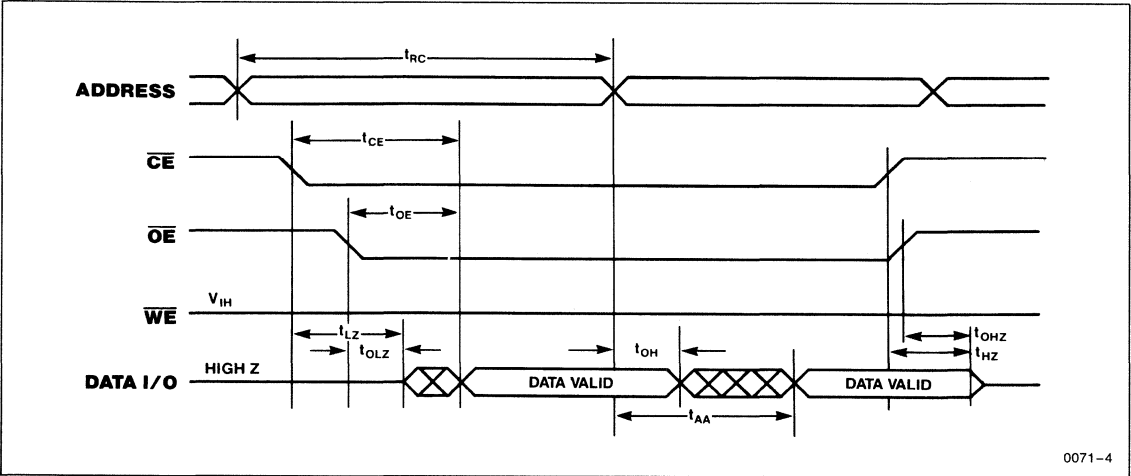 tRC
ADDRESS
tCE
CE
tOE
OE
VIH
WE
tLZ
tOHZ
tOLZ
tOH
tHZ
HIGH Z
DATA I/O
DATA VALID
DATA VALID
tAA
0071-4